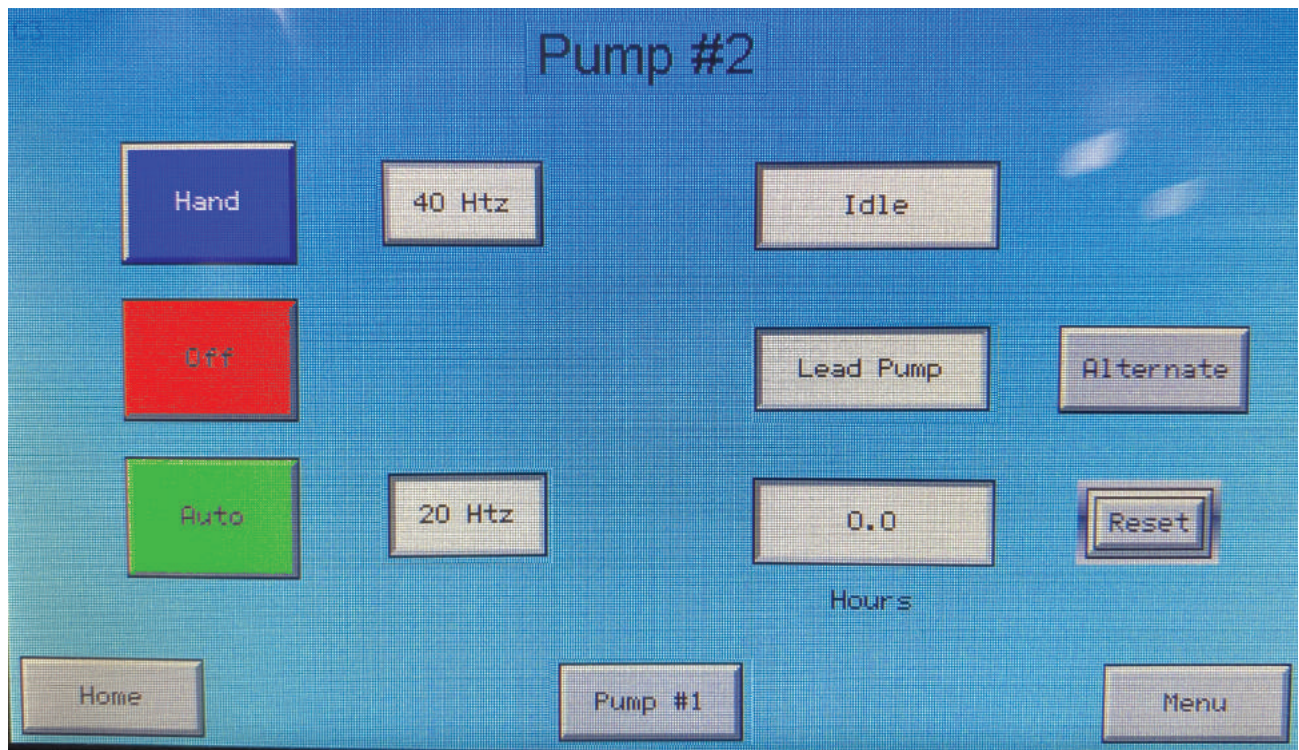 C3
Pump #2
Hand
40 Htz
Idle
Off
Lead Pump
Alternate
Auto
20 Htz
0.0
Reset
Hours
Home
Pump #1
Menu